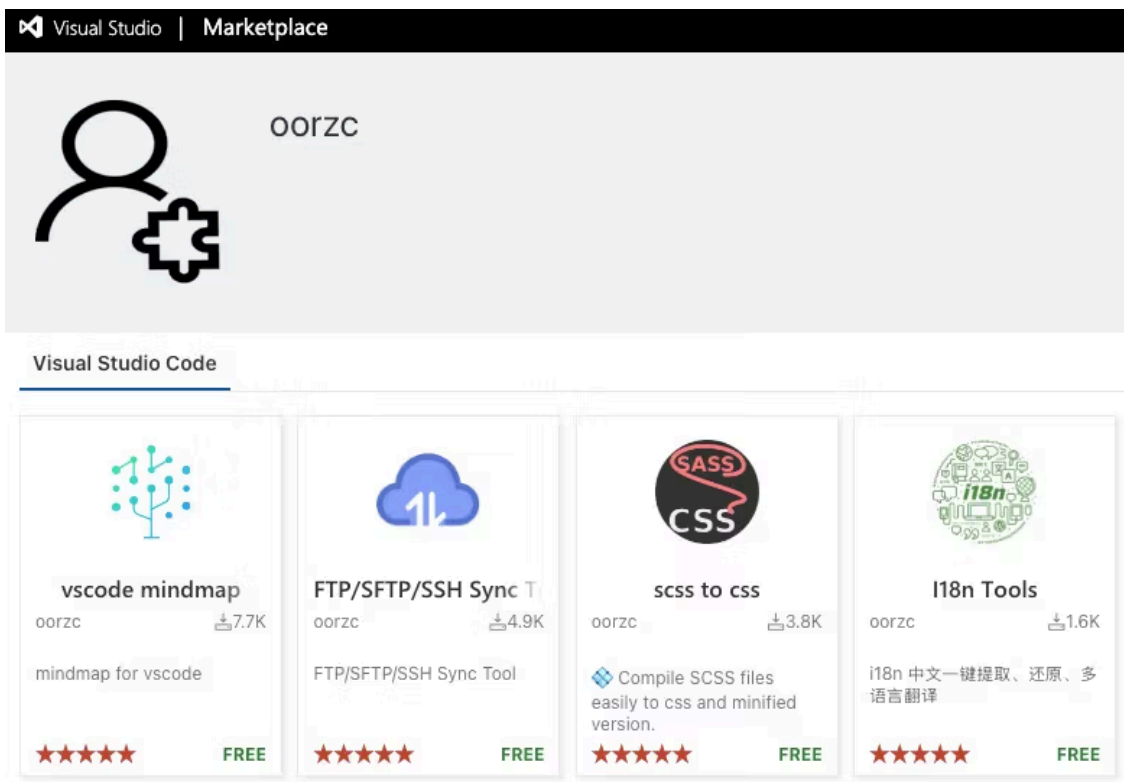 Visual Studio | Marketplace
oorzc
Visual Studio Code
vscode mindmap
oorzc 7.7K
mindmap for vscode
★★★★★ FREE
FTP/SFTP/SSH Sync T
oorzc 4.9K
FTP/SFTP/SSH Sync Tool
★★★★★ FREE
SASS
CSS
scss to css
oorzc 3.8K
Compile SCSS files
easily to css and minified
version.
★★★★★ FREE
i18n
I18n Tools
oorzc 1.6K
i18n 中文一键提取、还原、多
语言翻译
★★★★★ FREE